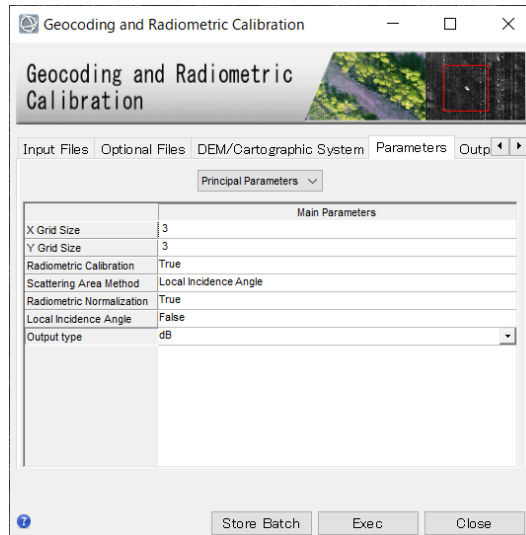 Geocoding and Radiometric Calibration
Geocoding and Radiometric
Calibration
Input Files Optional Files DEM/Cartographic System Parameters Outp
Principal Parameters
Main Parameters
X Grid Size 3
Y Grid Size 3
Radiometric Calibration True
Scattering Area Method Local Incidence Angle
Radiometric Normalization True
Local Incidence Angle False
Output type dB
? Store Batch Exec Close